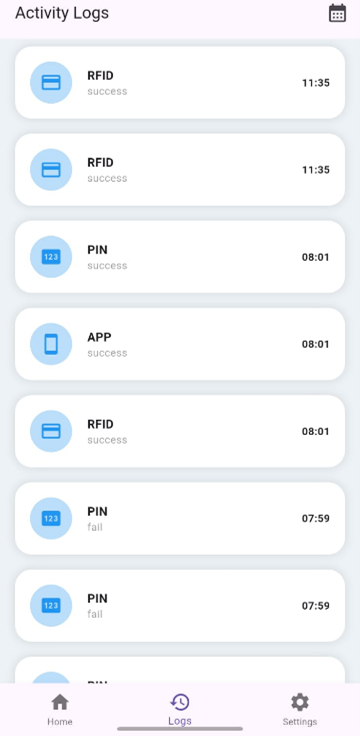 Activity Logs
RFID
success
11:35
RFID
success
11:35
123
PIN
success
08:01
APP
success
08:01
RFID
success
08:01
123
PIN
fail
07:59
123
PIN
fail
07:59
Home
Logs
Settings